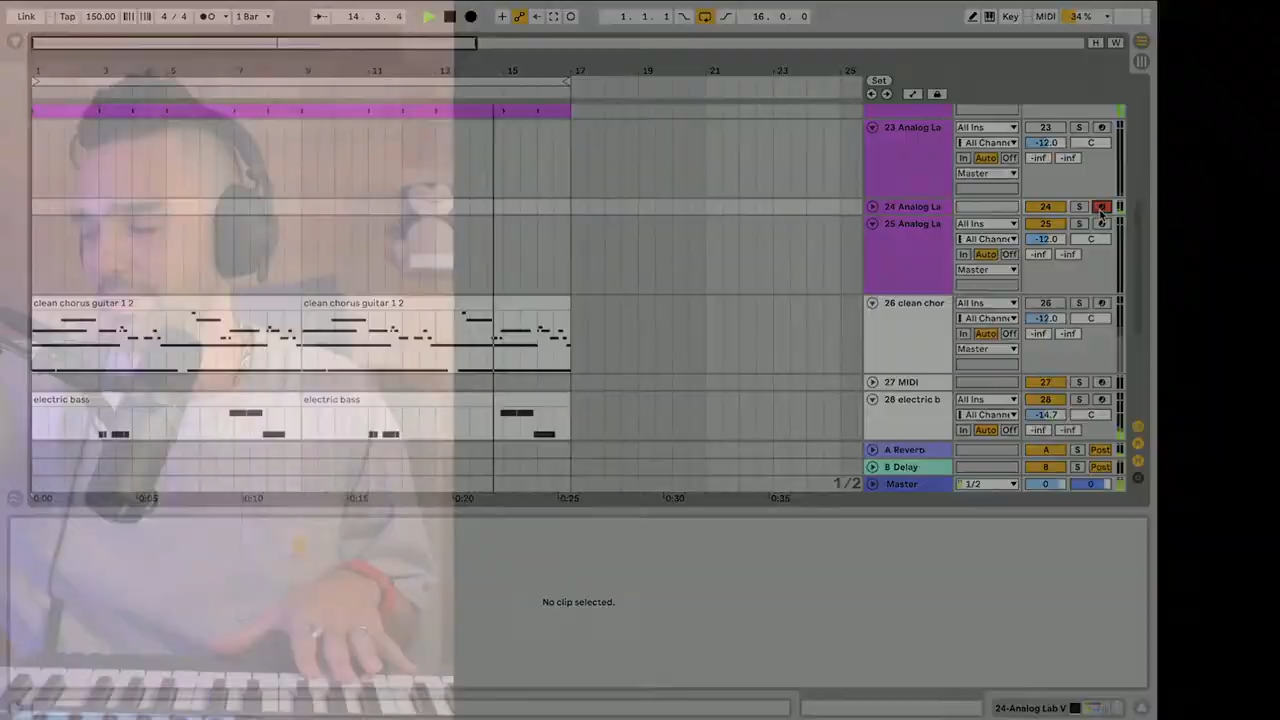 Link Tap 150.00 4 / 4 1 Bar 14. 3. 4 1. 1. 1 16. 0. 0 Key MIDI 34 %
H W
1 3 5 7 9 11 13 15 17 19 21 23 25
Set
23 Analog La All Ins 23 S
All Channe -12.0 C
In Auto Off -inf -inf
Master
24 Analog La 24 S
25 Analog La All Ins 25 S
All Channe -12.0 C
In Auto Off -inf -inf
Master
clean chorus guitar 1 2 clean chorus guitar 1 2 26 clean chor All Ins 26 S
All Channe -12.0 C
In Auto Off -inf -inf
Master
27 MIDI 27 S
electric bass electric bass 28 electric b All Ins 28 S
All Channe -14.7 C
In Auto Off -inf -inf
A Reverb A S Post
B Delay B S Post
1/2 Master 1/2 0 0
0:00 0:05 0:10 0:15 0:20 0:25 0:30 0:35
No clip selected.
24-Analog Lab V